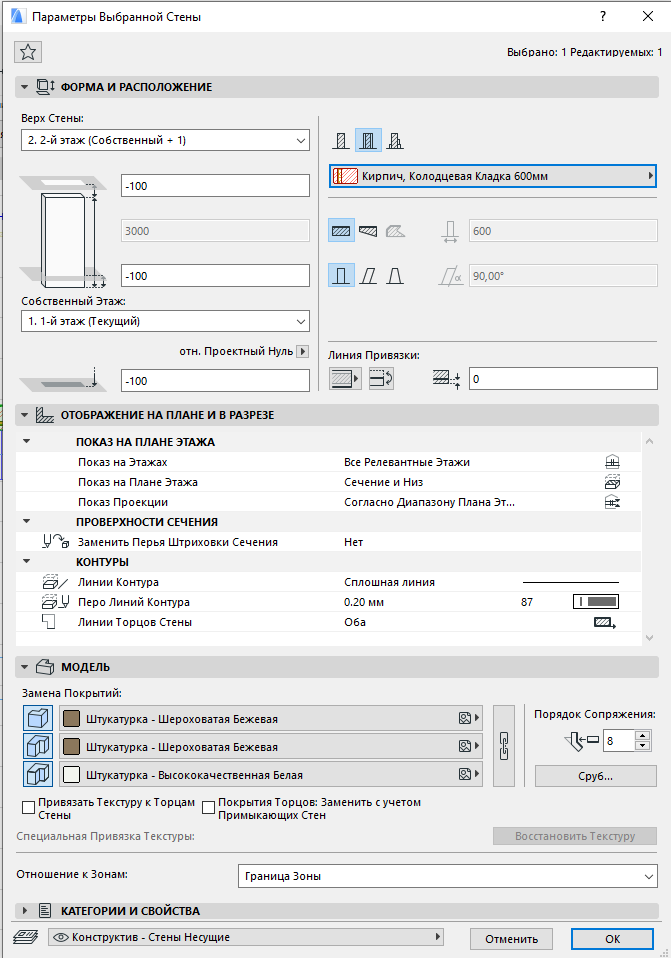 Параметры Выбранной Стены
?
Выбрано: 1 Редактируемых: 1
ФОРМА И РАСПОЛОЖЕНИЕ
Верх Стены:
2. 2-й этаж (Собственный + 1)
-100
3000
-100
Собственный Этаж:
1. 1-й этаж (Текущий)
отн. Проектный Нуль
-100
Кирпич, Колодцевая Кладка 600мм
600
α
90,00°
Линия Привязки:
0
ОТОБРАЖЕНИЕ НА ПЛАНЕ И В РАЗРЕЗЕ
ПОКАЗ НА ПЛАНЕ ЭТАЖА
Показ на Этажах Все Релевантные Этажи
Показ на Плане Этажа Сечение и Низ
Показ Проекции Согласно Диапазону Плана Эт...
ПРОВЕРХНОСТИ СЕЧЕНИЯ
Заменить Перья Штриховки Сечения Нет
КОНТУРЫ
Линии Контура Сплошная линия
Перо Линий Контура 0.20 мм 87
Линии Торцов Стены Оба
МОДЕЛЬ
Замена Покрытий:
Штукатурка - Шероховатая Бежевая
Штукатурка - Шероховатая Бежевая
Штукатурка - Высококачественная Белая
Порядок Сопряжения:
8
Сруб...
Привязать Текстуру к Торцам
Стены
Покрытия Торцов: Заменить с учетом
Примыкающих Стен
Специальная Привязка Текстуры:
Восстановить Текстуру
Отношение к Зонам:
Граница Зоны
КАТЕГОРИИ И СВОЙСТВА
Конструктив - Стены Несущие
Отменить
OK